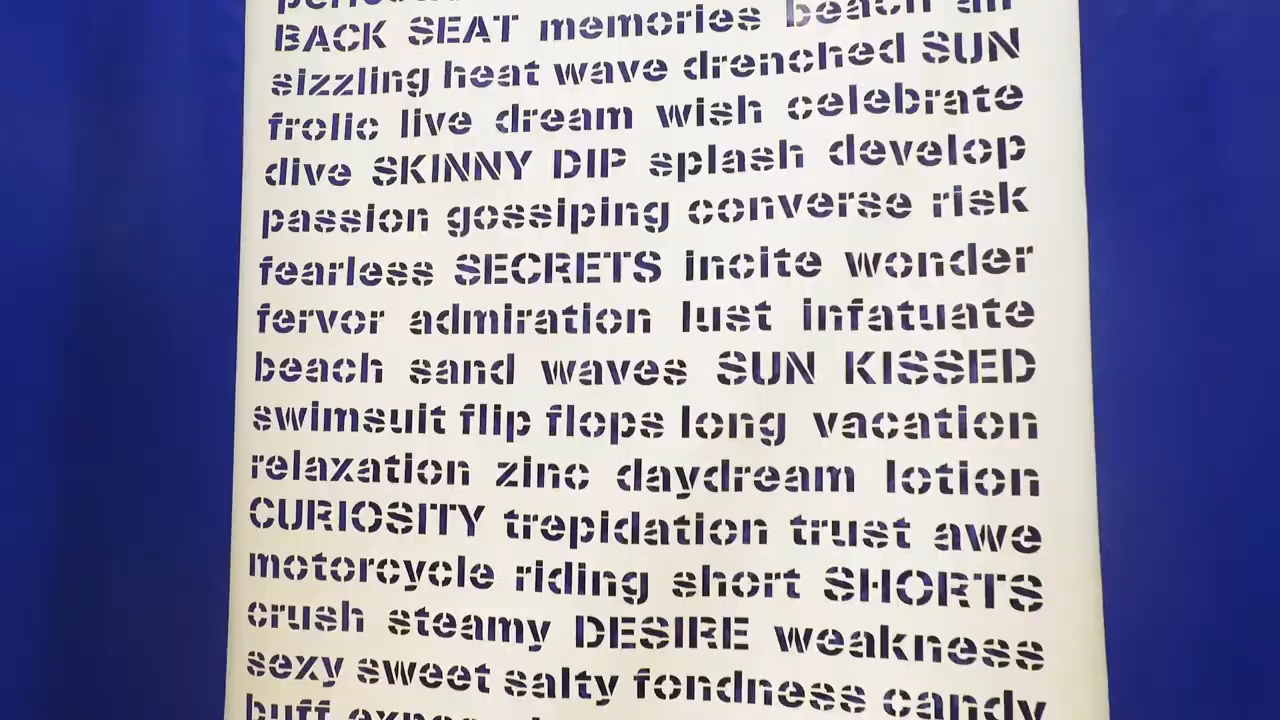 BACK SEAT memories beach
sizzling heat wave drenched SUN
frolic live dream wish celebrate
dive SKINNY DIP splash develop
passion gossiping converse risk
fearless SECRETS incite wonder
fervor admiration lust infatuate
beach sand waves SUN KISSED
swimsuit flip flops long vacation
relaxation zinc daydream lotion
CURIOSITY trepidation trust awe
motorcycle riding short SHORTS
crush steamy DESIRE weakness
sexy sweet salty fondness candy
buff